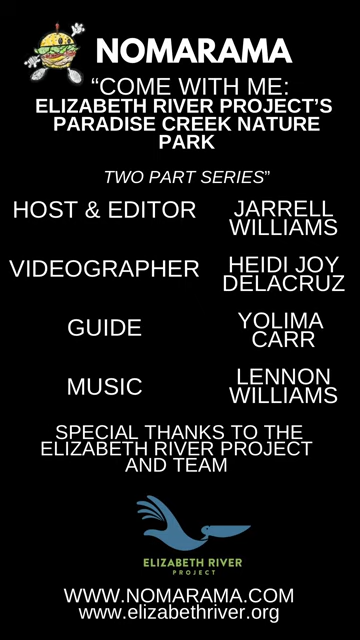 NOMARAMA
“COME WITH ME:
ELIZABETH RIVER PROJECT’S
PARADISE CREEK NATURE
PARK
TWO PART SERIES”
HOST & EDITOR
JARRELL
WILLIAMS
VIDEOGRAPHER
HEIDI JOY
DELACRUZ
GUIDE
YOLIMA
CARR
MUSIC
LENNON
WILLIAMS
SPECIAL THANKS TO THE
ELIZABETH RIVER PROJECT
AND TEAM
ELIZABETH RIVER
PROJECT
WWW.NOMARAMA.COM
www.elizabethriver.org